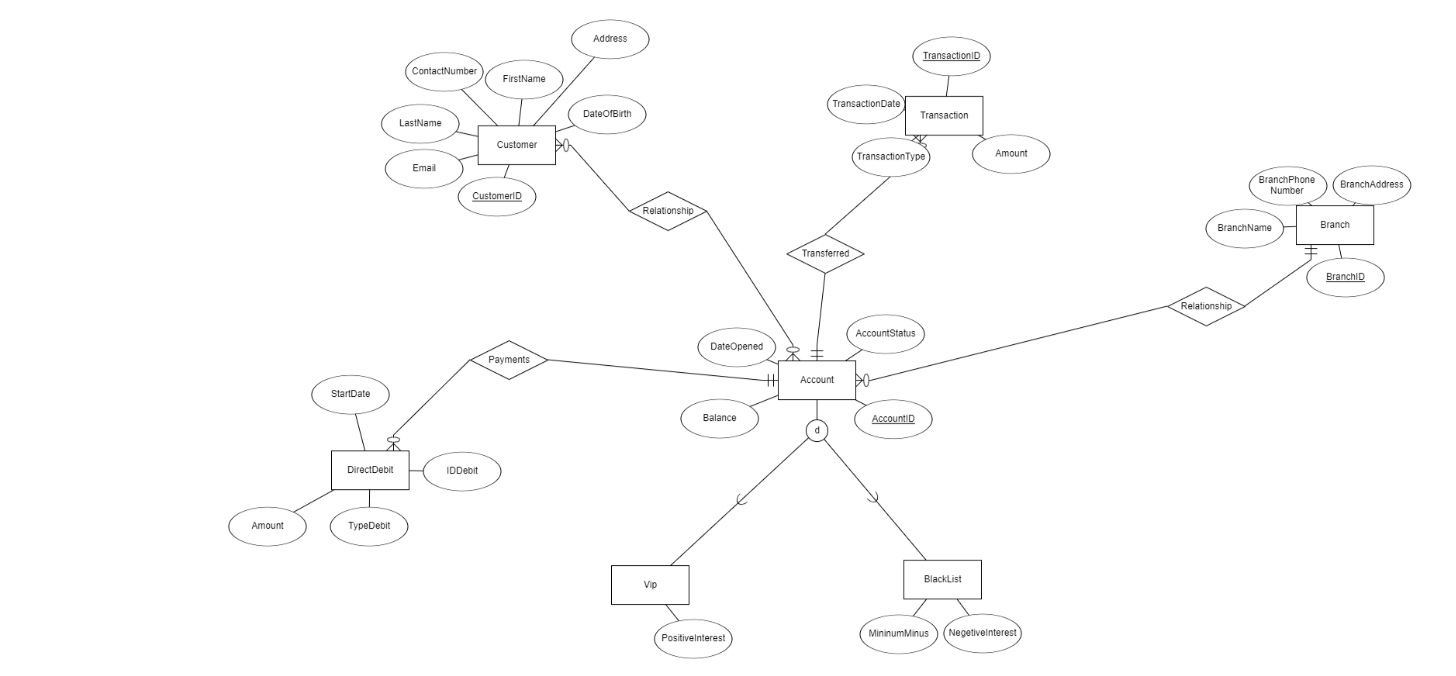 Address
TransactionID
ContactNumber
FirstName
TransactionDate
Transaction
DateOfBirth
LastName
Customer
TransactionType
Amount
Email
CustomerID
BranchPhone
Number
BranchAddress
Relationship
BranchName
Branch
Transferred
BranchID
Relationship
DateOpened
AccountStatus
Payments
Account
StartDate
Balance
AccountID
d
DirectDebit
IDDebit
Amount
TypeDebit
Vip
BlackList
PositiveInterest
MininumMinus
NegetiveInterest